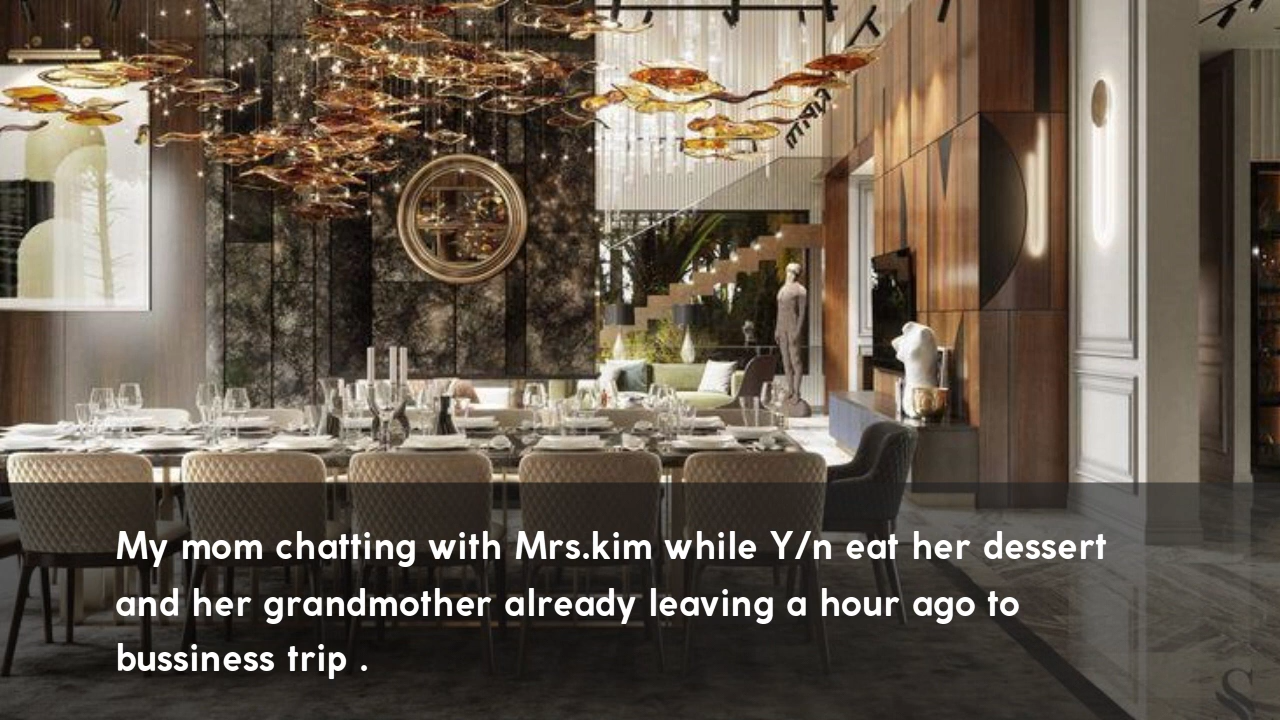 My mom chatting with Mrs.kim while Y/n eat her dessert
and her grandmother already leaving a hour ago to
bussiness trip .